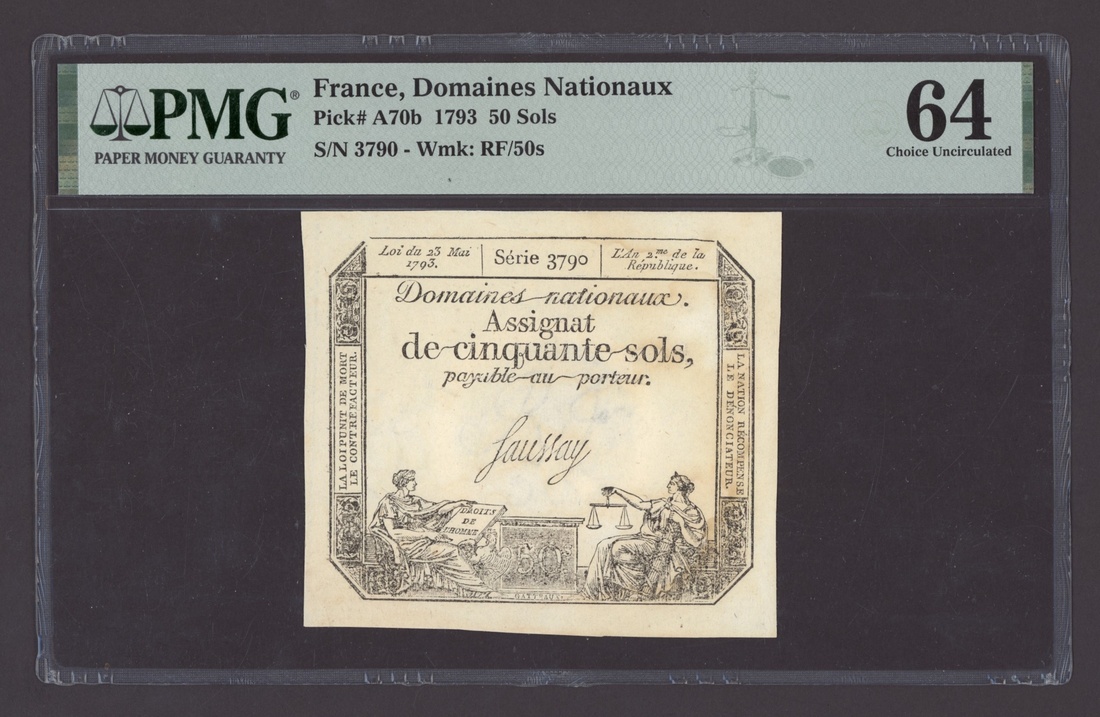 PMG®
PAPER MONEY GUARANTY
France, Domaines Nationaux
Pick# A70b 1793 50 Sols
S/N 3790 - Wmk: RF/50s
64
Choice Uncirculated
Loi du 23 Mai
1793.
Série 3790
L'An 2.me de la
République.
Domaines nationaux.
Assignat
de cinquante sols,
payable au porteur.
LA LOI PUNIT DE MORT
LE CONTREFACTEUR.
LA NATION RÉCOMPENSE
LE DÉNONCIATEUR.
Saussay
DROITS
DE
L'HOMME
50
GATTEAUX